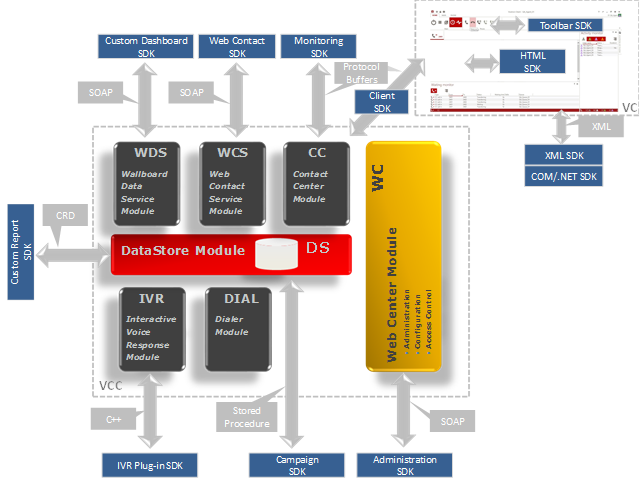 Custom Dashboard
SDK
Web Contact
SDK
Monitoring
SDK
Toolbar SDK
HTML
SDK
Protocol
Buffers
SOAP
SOAP
Client
SDK
VC
XML
XML SDK
COM/.NET SDK
WDS
Wallboard
Data
Service
Module
WCS
Web
Contact
Service
Module
CC
Contact
Center
Module
WC
Web Center Module
- Administration
- Configuration
- Access Control
CRD
Custom Report
SDK
DataStore Module
DS
IVR
Interactive
Voice
Response
Module
DIAL
Dialer
Module
VCC
C++
Stored
Procedure
SOAP
IVR Plug-in SDK
Campaign
SDK
Administration
SDK